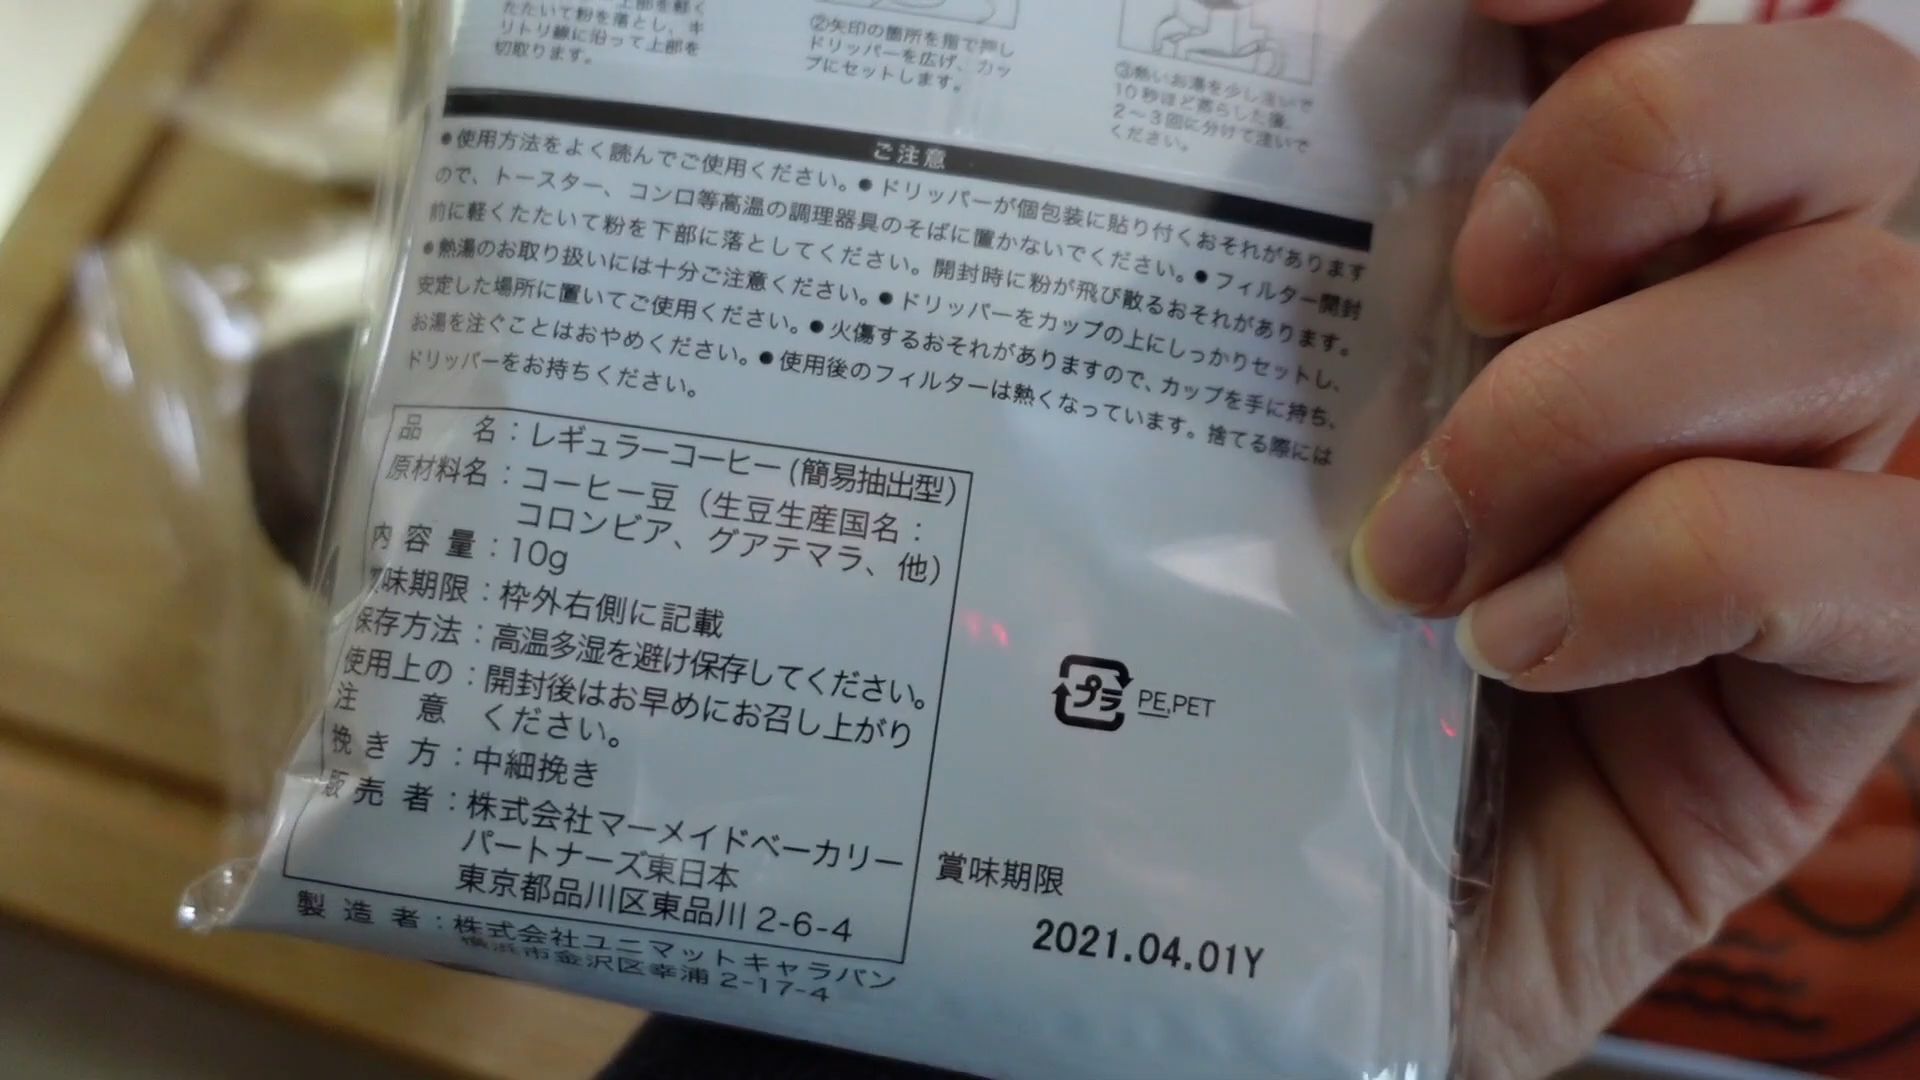 たたいて粉を落とし、キ
リトリ線に沿って上部を
切取ります。
②矢印の箇所を指で押し
ドリッパーを広げ、カッ
プにセットします。
③熱いお湯を少し注いで
10秒ほど蒸らした後、
2〜3回に分けて注いで
ください。
ご注意
●使用方法をよく読んでご使用ください。●ドリッパーが個包装に貼り付くおそれがあります
ので、トースター、コンロ等高温の調理器具のそばに置かないでください。●フィルター開封
前に軽くたたいて粉を下部に落としてください。開封時に粉が飛び散るおそれがあります。
●熱湯のお取り扱いには十分ご注意ください。●ドリッパーをカップの上にしっかりセットし、
安定した場所に置いてご使用ください。●火傷するおそれがありますので、カップを手に持ち、
お湯を注ぐことはおやめください。●使用後のフィルターは熱くなっています。捨てる際には
ドリッパーをお持ちください。
品 名：レギュラーコーヒー(簡易抽出型)
原材料名：コーヒー豆（生豆生産国名：
コロンビア、グアテマラ、他）
内容量：10g
賞味期限：枠外右側に記載
保存方法：高温多湿を避け保存してください。
使用上の：開封後はお早めにお召し上がり
注 意 ください。
挽き方：中細挽き
販売者：株式会社マーメイドベーカリー
パートナーズ東日本
東京都品川区東品川2-6-4
製造者：株式会社ユニマットキャラバン
横浜市金沢区幸浦2-17-4
プラ PE,PET
賞味期限
2021.04.01Y